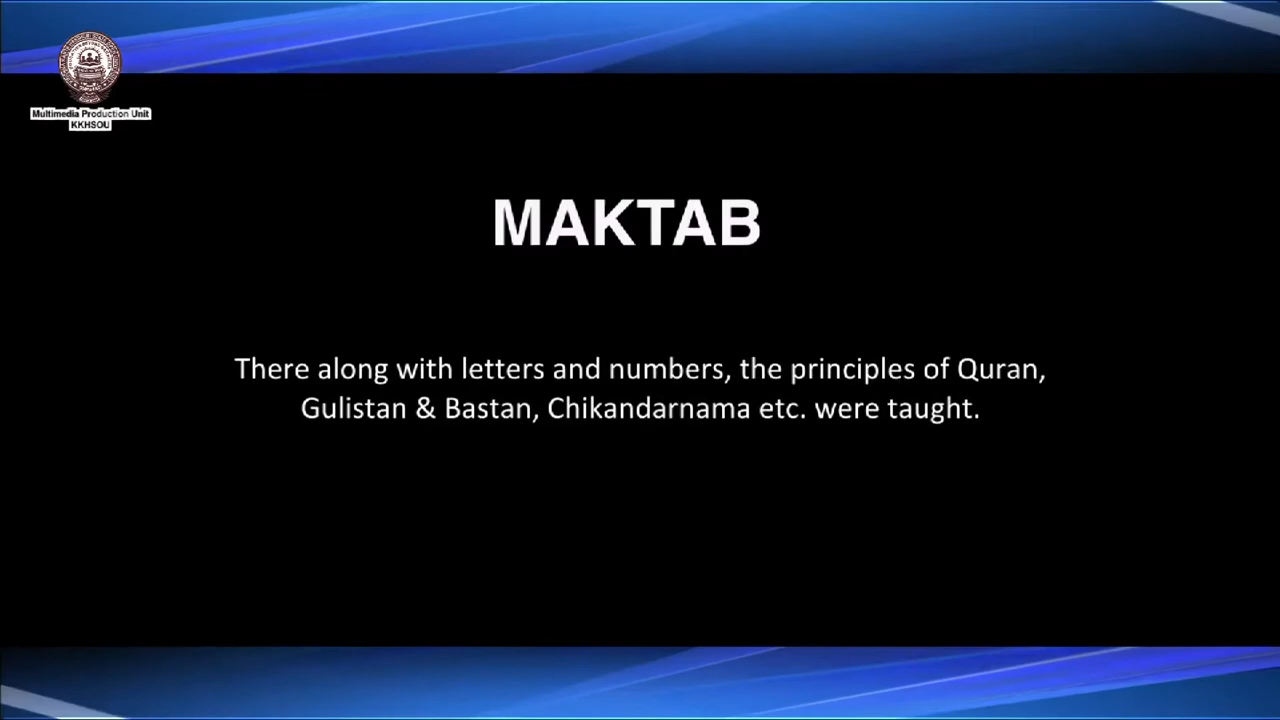 Multimedia Production Unit
KKHSOU
MAKTAB
There along with letters and numbers, the principles of Quran,
Gulistan & Bastan, Chikandarnama etc. were taught.